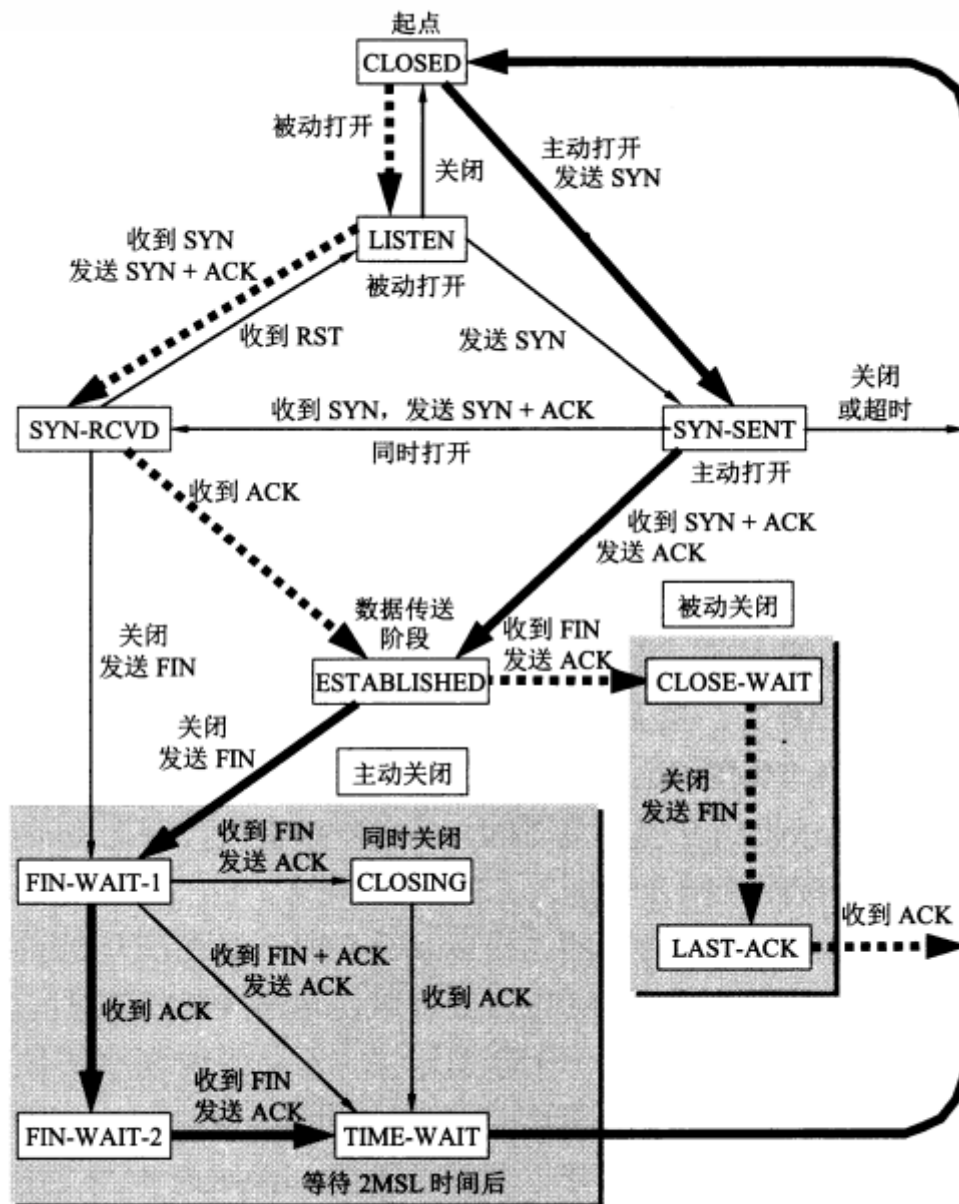 起点
CLOSED
被动打开
关闭
主动打开
发送 SYN
收到 SYN
发送 SYN + ACK
LISTEN
被动打开
收到 RST
发送 SYN
关闭
或超时
SYN-RCVD
收到 SYN，发送 SYN + ACK
同时打开
SYN-SENT
主动打开
收到 ACK
收到 SYN + ACK
发送 ACK
关闭
发送 FIN
数据传送
阶段
ESTABLISHED
收到 FIN
发送 ACK
被动关闭
CLOSE-WAIT
关闭
发送 FIN
主动关闭
关闭
发送 FIN
FIN-WAIT-1
收到 FIN
发送 ACK
同时关闭
CLOSING
LAST-ACK
收到 ACK
收到 ACK
收到 FIN + ACK
发送 ACK
收到 ACK
FIN-WAIT-2
收到 FIN
发送 ACK
TIME-WAIT
等待 2MSL 时间后